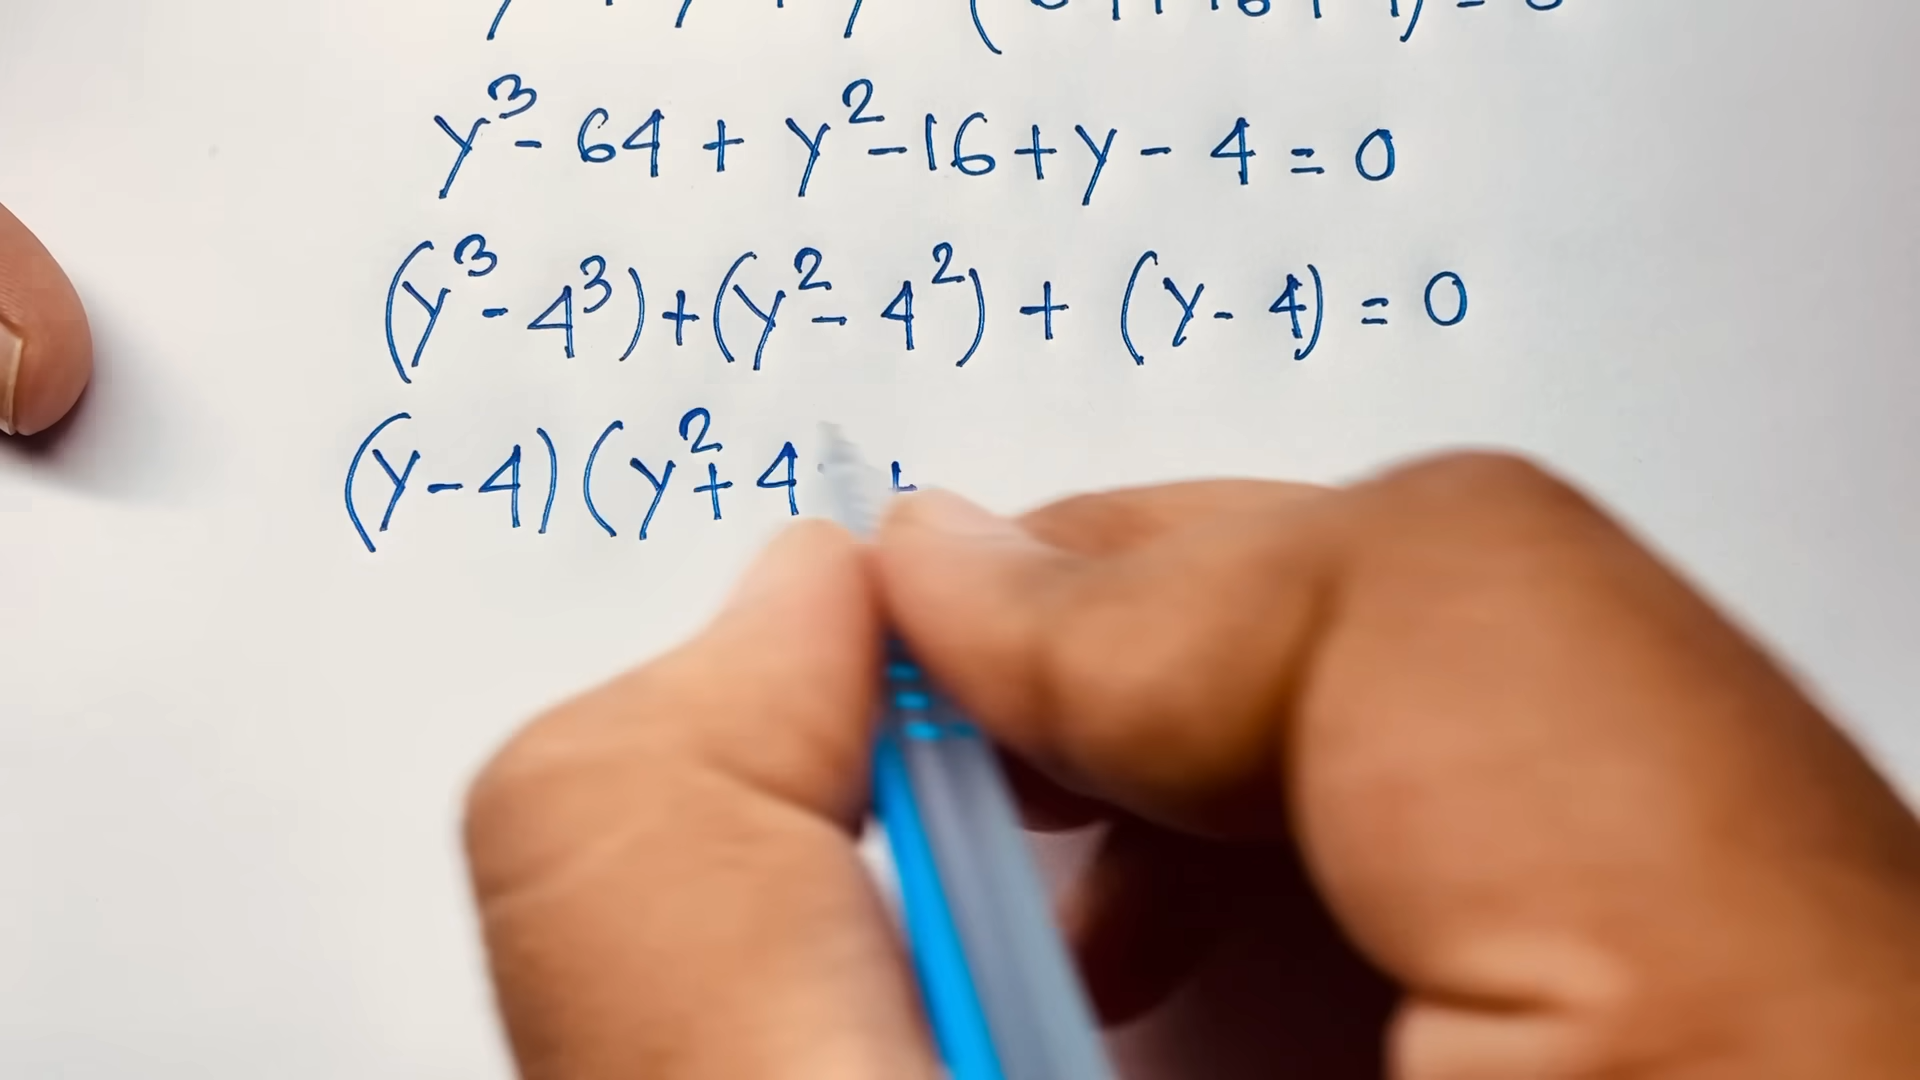 y³ - 64 + y² - 16 + y - 4 = 0
(y³ - 4³) + (y² - 4²) + (y - 4) = 0
(y - 4) (y² + 4 +